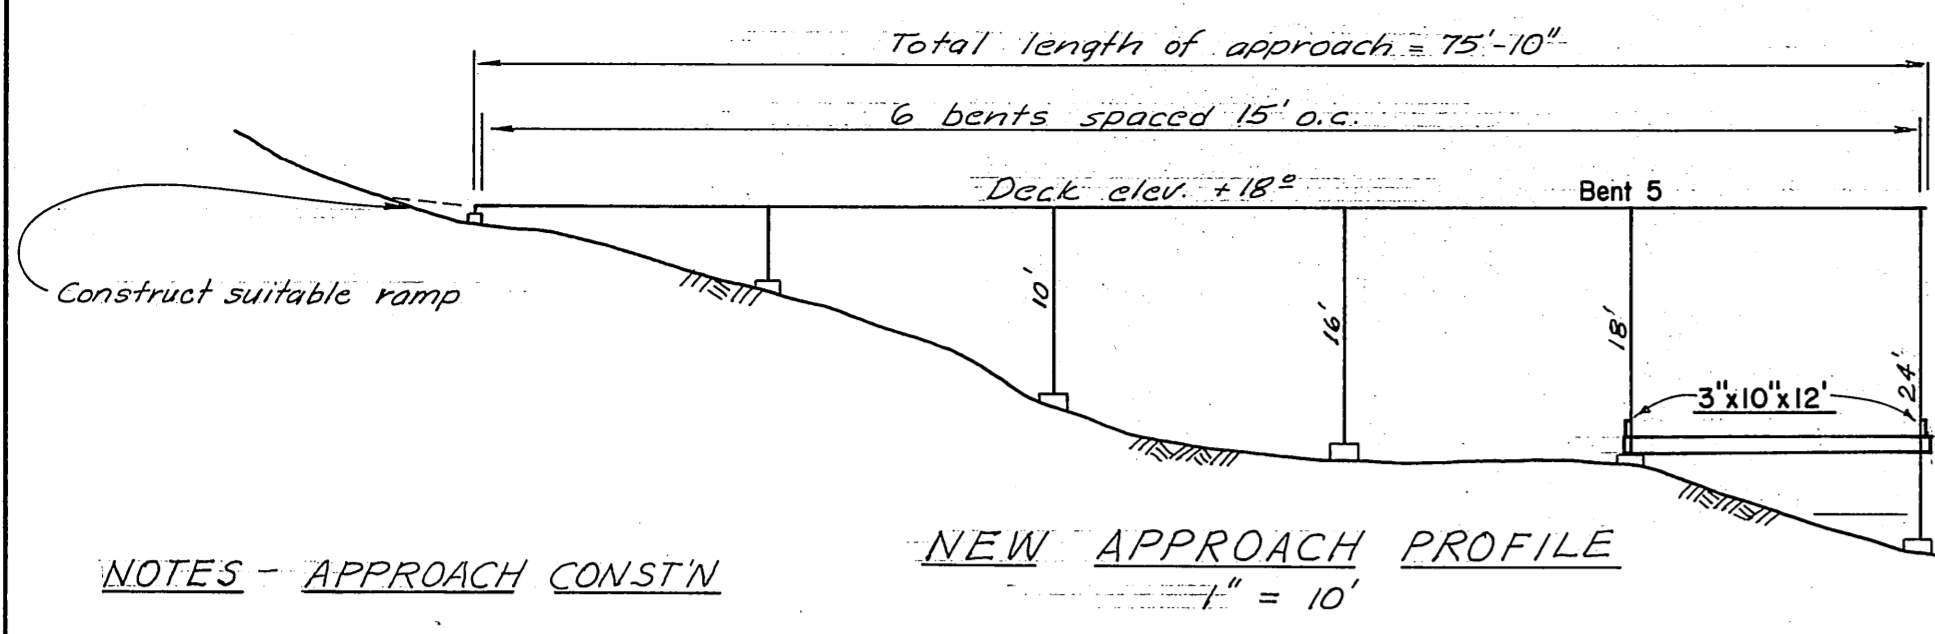 Total length of approach = 75'-10"
6 bents spaced 15' o.c.
Deck elev. +18º
Bent 5
Construct suitable ramp
10'
16'
18'
24'
3"x10"x12'
NEW APPROACH PROFILE
1" = 10'
NOTES - APPROACH CONST'N